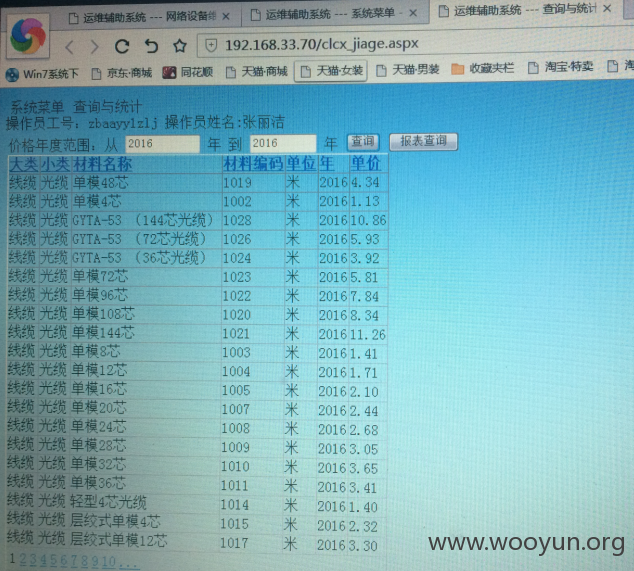 运维辅助系统 --- 网络设备维 × 运维辅助系统 --- 系统菜单 - × 运维辅助系统 --- 查询与统计 ×
192.168.33.70/clcx_jiage.aspx
Win7系统下 京东·商城 同花顺 天猫·商城 天猫·女装 天猫·男装 收藏夹栏 淘宝·特卖 淘
系统菜单 查询与统计
操作员工号: zbaayylzlj 操作员姓名:张丽洁
价格年度范围: 从 2016 年 到 2016 年 查询 报表查询
大类 小类 材料名称 材料编码 单位 年 单价
线缆 光缆 单模48芯 1019 米 2016 4.34
线缆 光缆 单模4芯 1002 米 2016 1.13
线缆 光缆 GYTA-53 (144芯光缆) 1028 米 2016 10.86
线缆 光缆 GYTA-53 (72芯光缆) 1026 米 2016 5.93
线缆 光缆 GYTA-53 (36芯光缆) 1024 米 2016 3.92
线缆 光缆 单模72芯 1023 米 2016 5.81
线缆 光缆 单模96芯 1022 米 2016 7.84
线缆 光缆 单模108芯 1020 米 2016 8.34
线缆 光缆 单模144芯 1021 米 2016 11.26
线缆 光缆 单模8芯 1003 米 2016 1.41
线缆 光缆 单模12芯 1004 米 2016 1.71
线缆 光缆 单模16芯 1005 米 2016 2.10
线缆 光缆 单模20芯 1007 米 2016 2.44
线缆 光缆 单模24芯 1008 米 2016 2.68
线缆 光缆 单模28芯 1009 米 2016 3.05
线缆 光缆 单模32芯 1010 米 2016 3.65
线缆 光缆 单模36芯 1011 米 2016 3.41
线缆 光缆 轻型4芯光缆 1014 米 2016 1.40
线缆 光缆 层绞式单模4芯 1015 米 2016 2.32
线缆 光缆 层绞式单模12芯 1017 米 2016 3.30
1 2 3 4 5 6 7 8 9 10 ...
www.wooyun.org